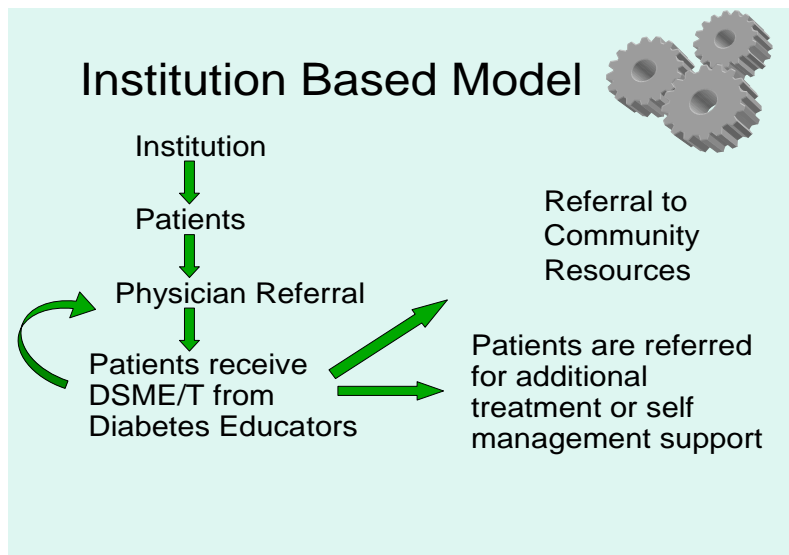 Institution Based Model
Institution
Patients
Physician Referral
Patients receive
DSME/T from
Diabetes Educators
Referral to
Community
Resources
Patients are referred
for additional
treatment or self
management support